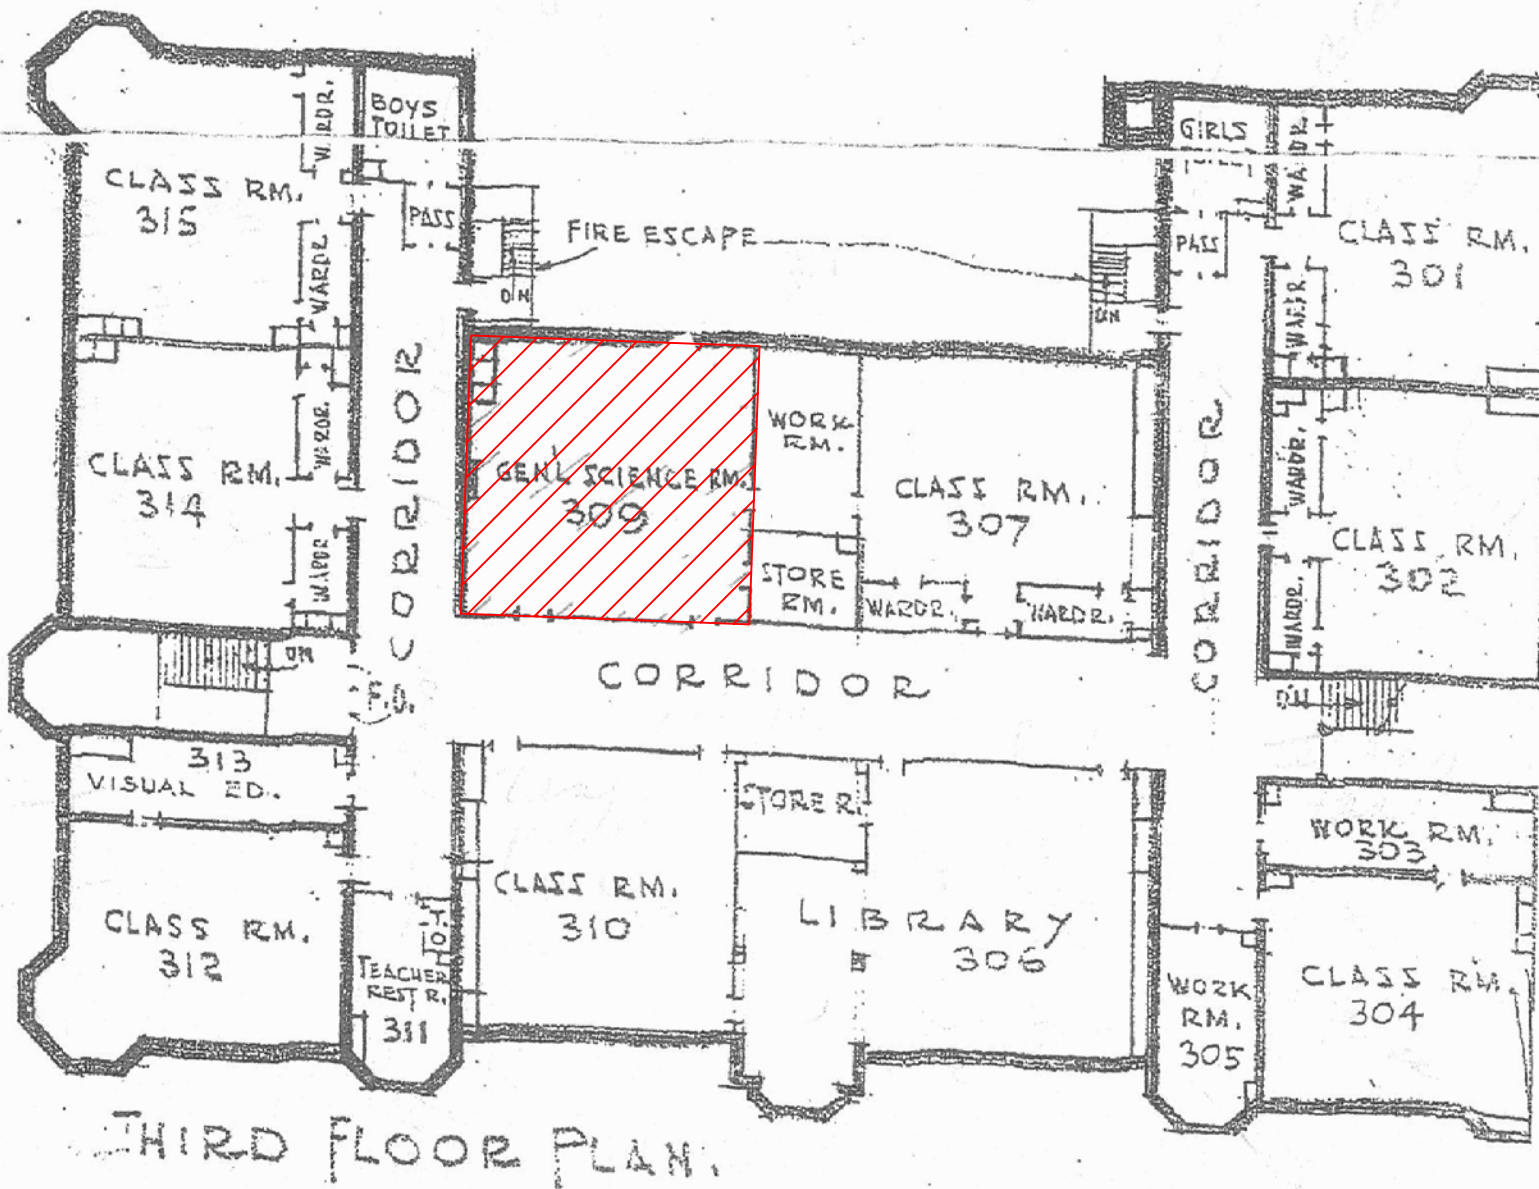 WARDR.
BOYS
TOILET
GIRLS
WARDR.
CLASS RM.
315
PASS
FIRE ESCAPE
PASS
CLASS RM.
301
WARDR
DN
DN
WARDR.
CORRIDOR
WORK
RM.
CORRIDOR
CLASS RM.
314
WARDR.
GEN'L SCIENCE RM.
309
CLASS RM.
307
WARDR.
CLASS RM.
302
WARDR
STORE
RM.
WARDR.
WARDR.
WARDR.
DN
CORRIDOR
313
VISUAL ED.
STORE R.
WORK RM.
303
CLASS RM.
310
LIBRARY
306
CLASS RM.
312
TEACHER
REST R.
311
WORK
RM.
305
CLASS RM.
304
THIRD FLOOR PLAN.